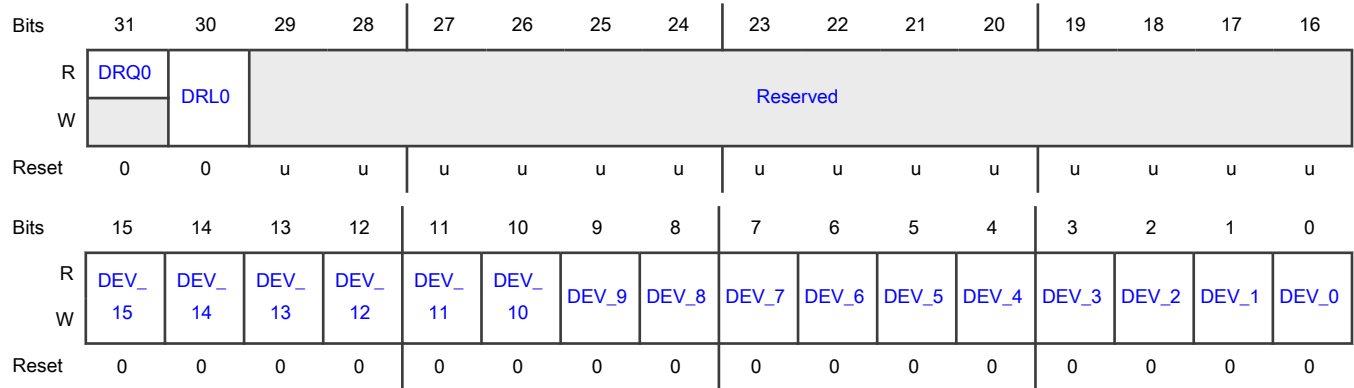 Bits 31 30 29 28 27 26 25 24 23 22 21 20 19 18 17 16
R DRQ0
DRL0 Reserved
W
Reset 0 0 u u u u u u u u u u u u u u
Bits 15 14 13 12 11 10 9 8 7 6 5 4 3 2 1 0
R DEV_ DEV_ DEV_ DEV_ DEV_ DEV_
DEV_9 DEV_8 DEV_7 DEV_6 DEV_5 DEV_4 DEV_3 DEV_2 DEV_1 DEV_0
W 15 14 13 12 11 10
Reset 0 0 0 0 0 0 0 0 0 0 0 0 0 0 0 0